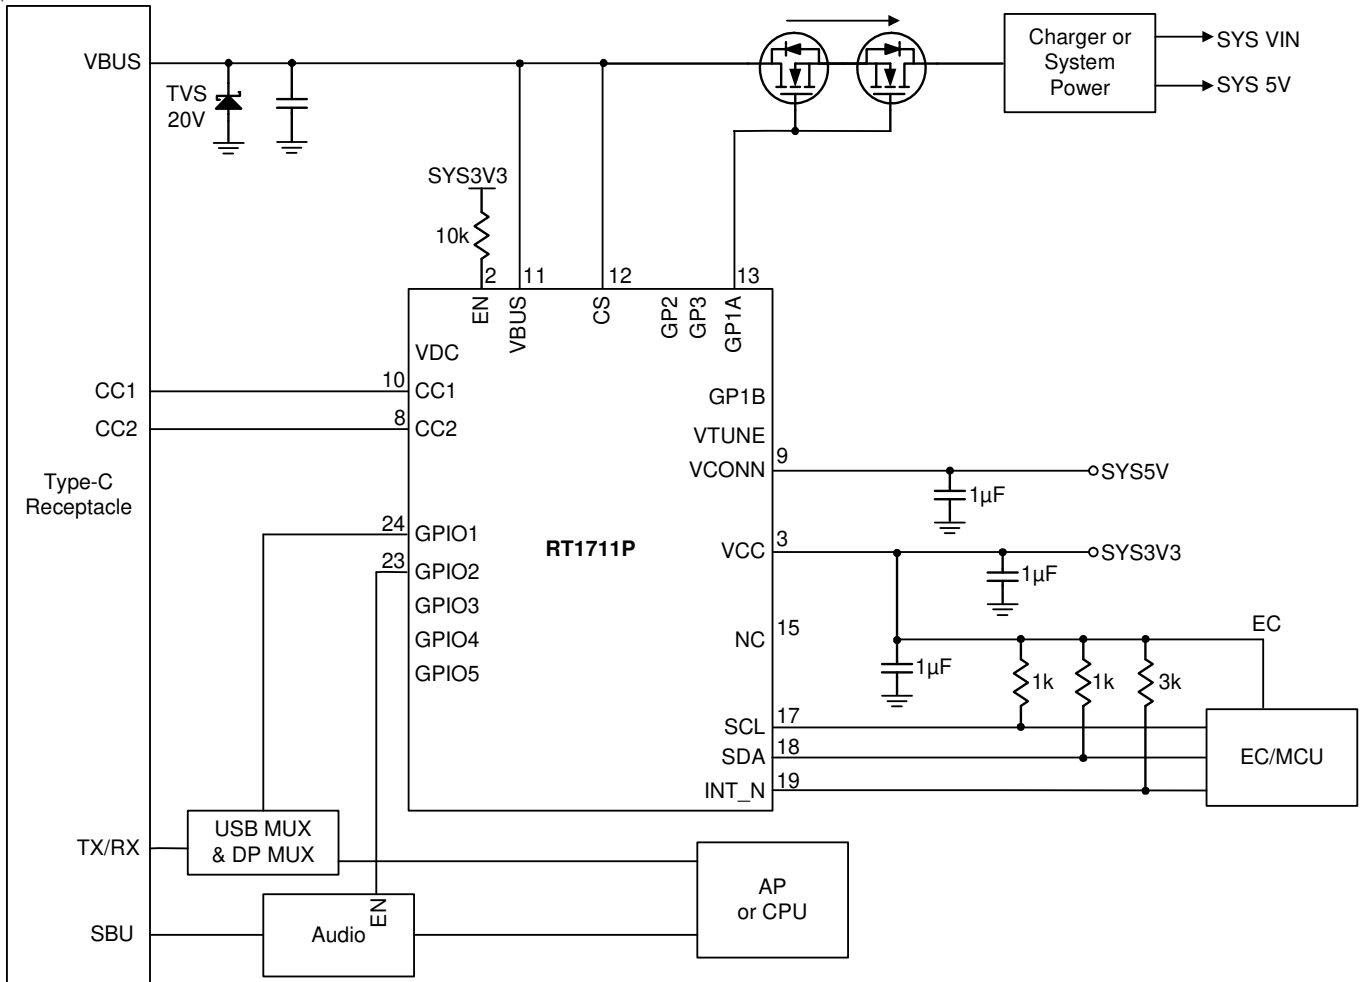 VBUS
TVS
20V
Charger or
System
Power
SYS VIN
SYS 5V
SYS3V3
10k
2
11
12
13
EN
VBUS
CS
GP2
GP3
GP1A
VDC
CC1
10
CC1
GP1B
CC2
8
CC2
VTUNE
VCONN
9
SYS5V
1µF
Type-C
Receptacle
24
GPIO1
RT1711P
VCC
3
SYS3V3
1µF
23
GPIO2
GPIO3
GPIO4
GPIO5
NC
15
EC
1µF
1k
1k
3k
SCL
17
SDA
18
INT_N
19
EC/MCU
TX/RX
USB MUX
& DP MUX
AP
or CPU
SBU
EN
Audio